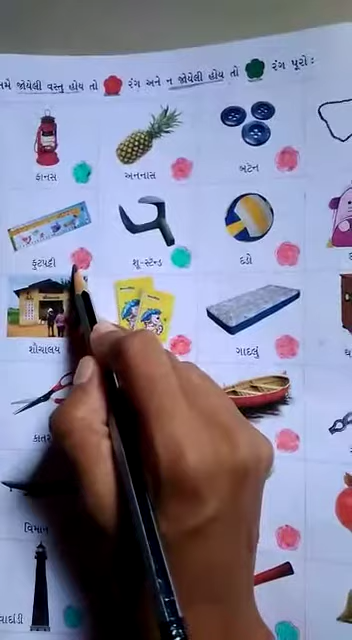 તમે જોયેલી વસ્તુ હોય તો રંગ અને ન જોયેલી હોય તો રંગ પૂરો :
ફાનસ અનનાસ બટન
ફુટપટ્ટી શૂ-સ્ટેન્ડ દડો
શૌચાલય ગાદલું
કાતર
વિમાન